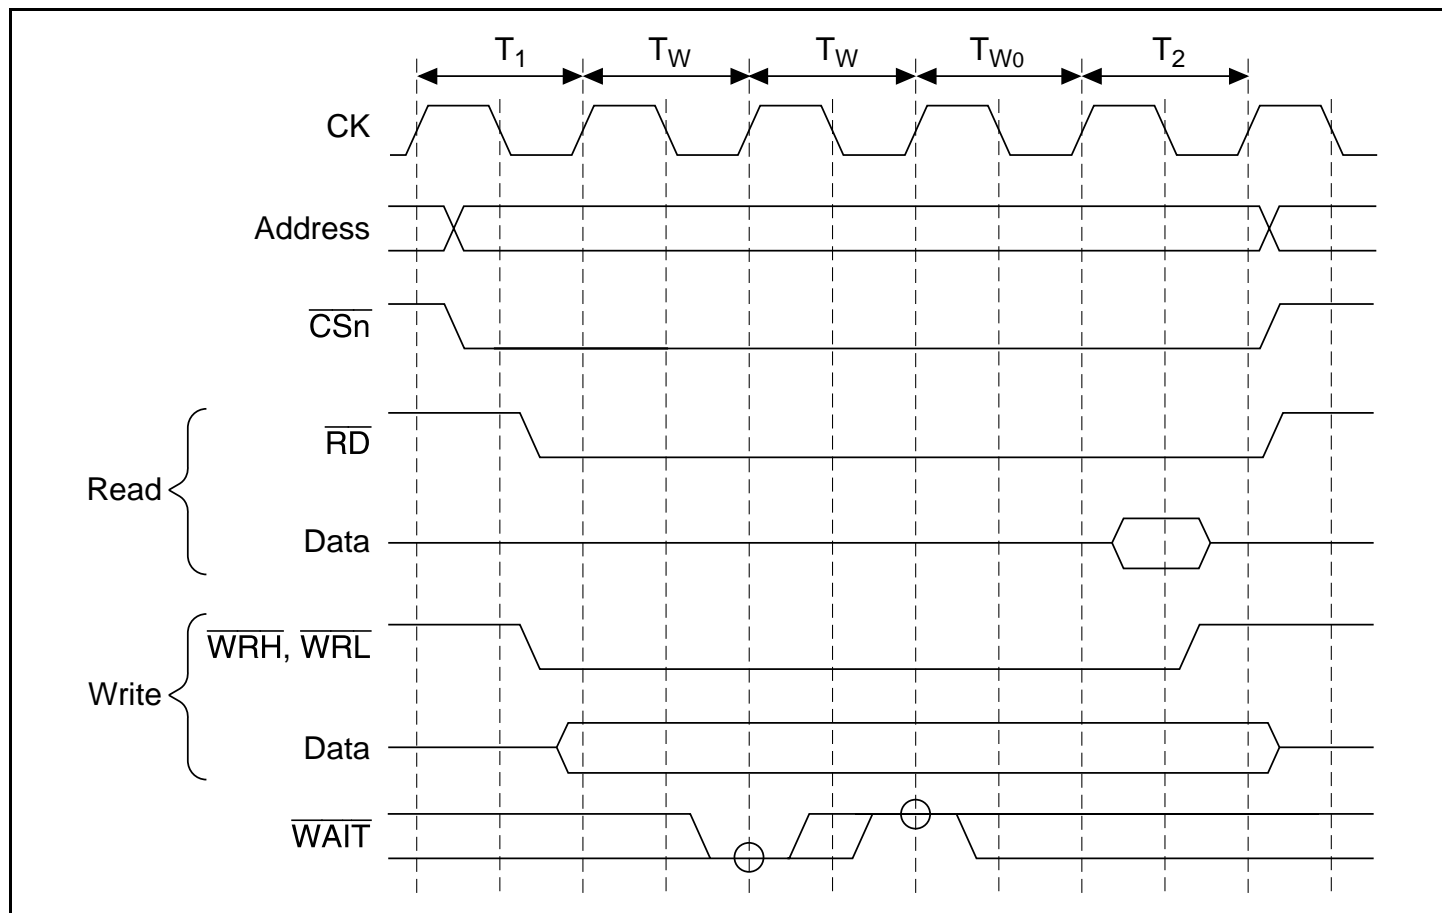 T1 TW TW TW0 T2
CK
Address
CSn
RD
Read
Data
WRH, WRL
Write
Data
WAIT